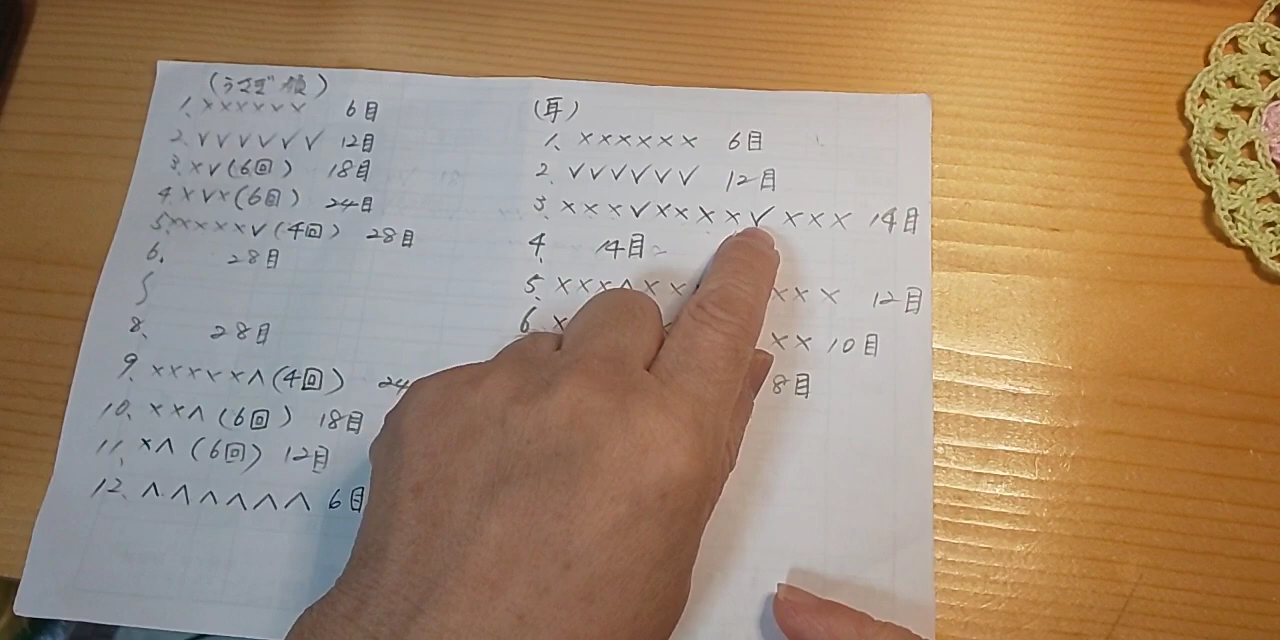 (うさぎ 顔)
1. ×××××× 6目
2. ∨∨∨∨∨∨ 12目
3. ×∨(6回) 18目
4. ×∨×(6回) 24目
5. ×××××∨(4回) 28目
6. 28目
∫
8. 28目
9. ×××××∧(4回) 24
10. ××∧(6回) 18目
11. ×∧(6回) 12目
12. ∧∧∧∧∧∧ 6目
(耳)
1. ×××××× 6目
2. ∨∨∨∨∨∨ 12目
3. ×××∨××××∨××× 14目
4. 14目
5. ×××∧×× ××× 12目
6. × ×× 10目
8目